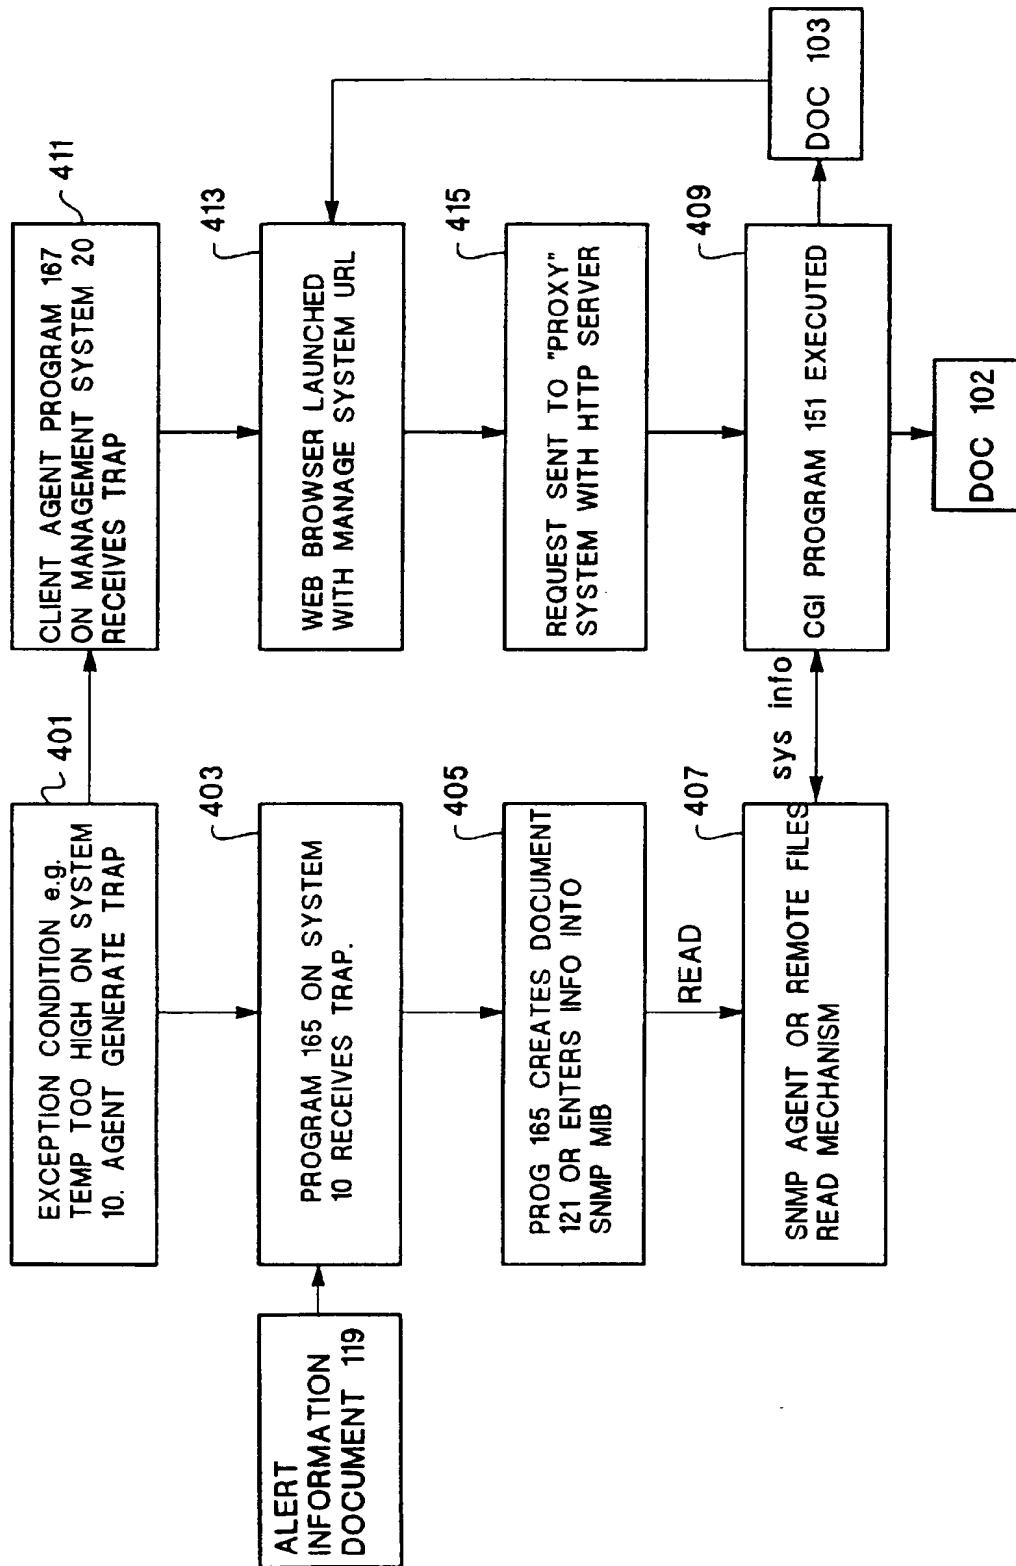 EXCEPTION CONDITION e.g.
TEMP TOO HIGH ON SYSTEM
10. AGENT GENERATE TRAP
401
ALERT
INFORMATION
DOCUMENT 119
PROGRAM 165 ON SYSTEM
10 RECEIVES TRAP.
403
PROG 165 CREATES DOCUMENT
121 OR ENTERS INFO INTO
SNMP MIB
405
READ
SNMP AGENT OR REMOTE FILES
READ MECHANISM
407
sys info
CLIENT AGENT PROGRAM 167
ON MANAGEMENT SYSTEM 20
RECEIVES TRAP
411
WEB BROWSER LAUNCHED
WITH MANAGE SYSTEM URL
413
REQUEST SENT TO "PROXY"
SYSTEM WITH HTTP SERVER
415
CGI PROGRAM 151 EXECUTED
409
DOC 103
DOC 102